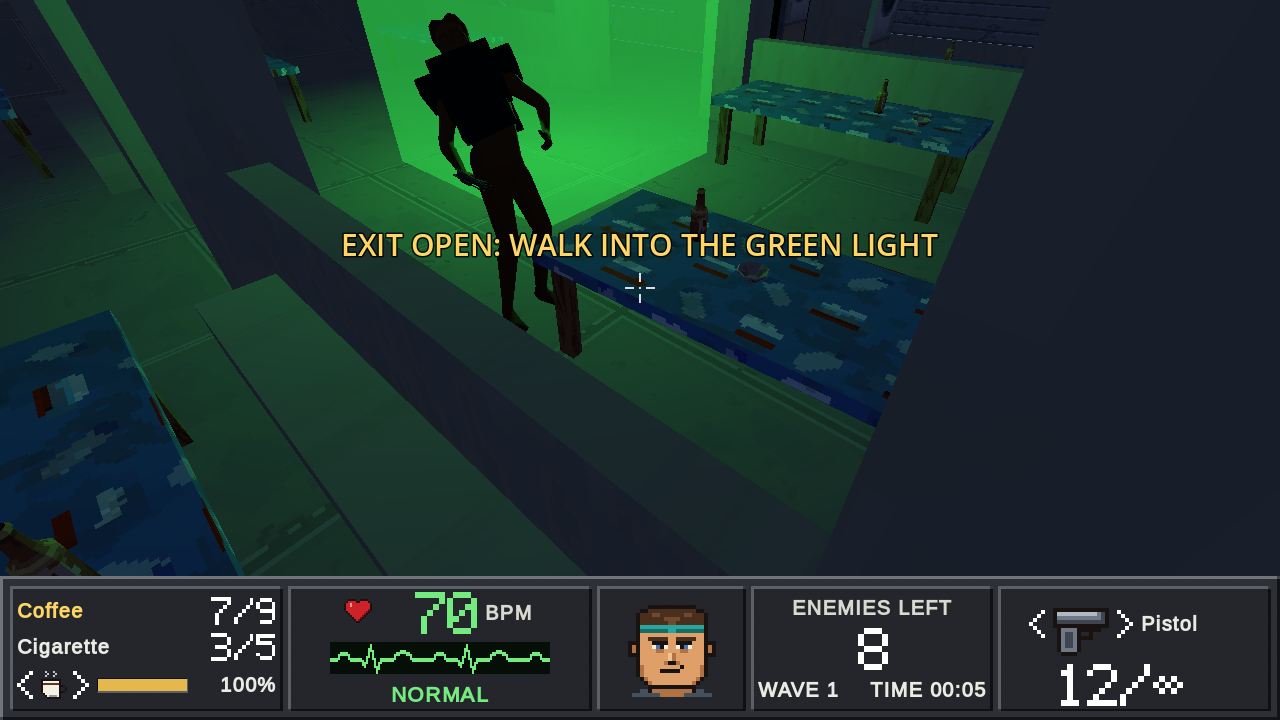 EXIT OPEN: WALK INTO THE GREEN LIGHT
Coffee 7/9
Cigarette 3/5
100%
70 BPM
NORMAL
ENEMIES LEFT
8
WAVE 1 TIME 00:05
Pistol
12/∞